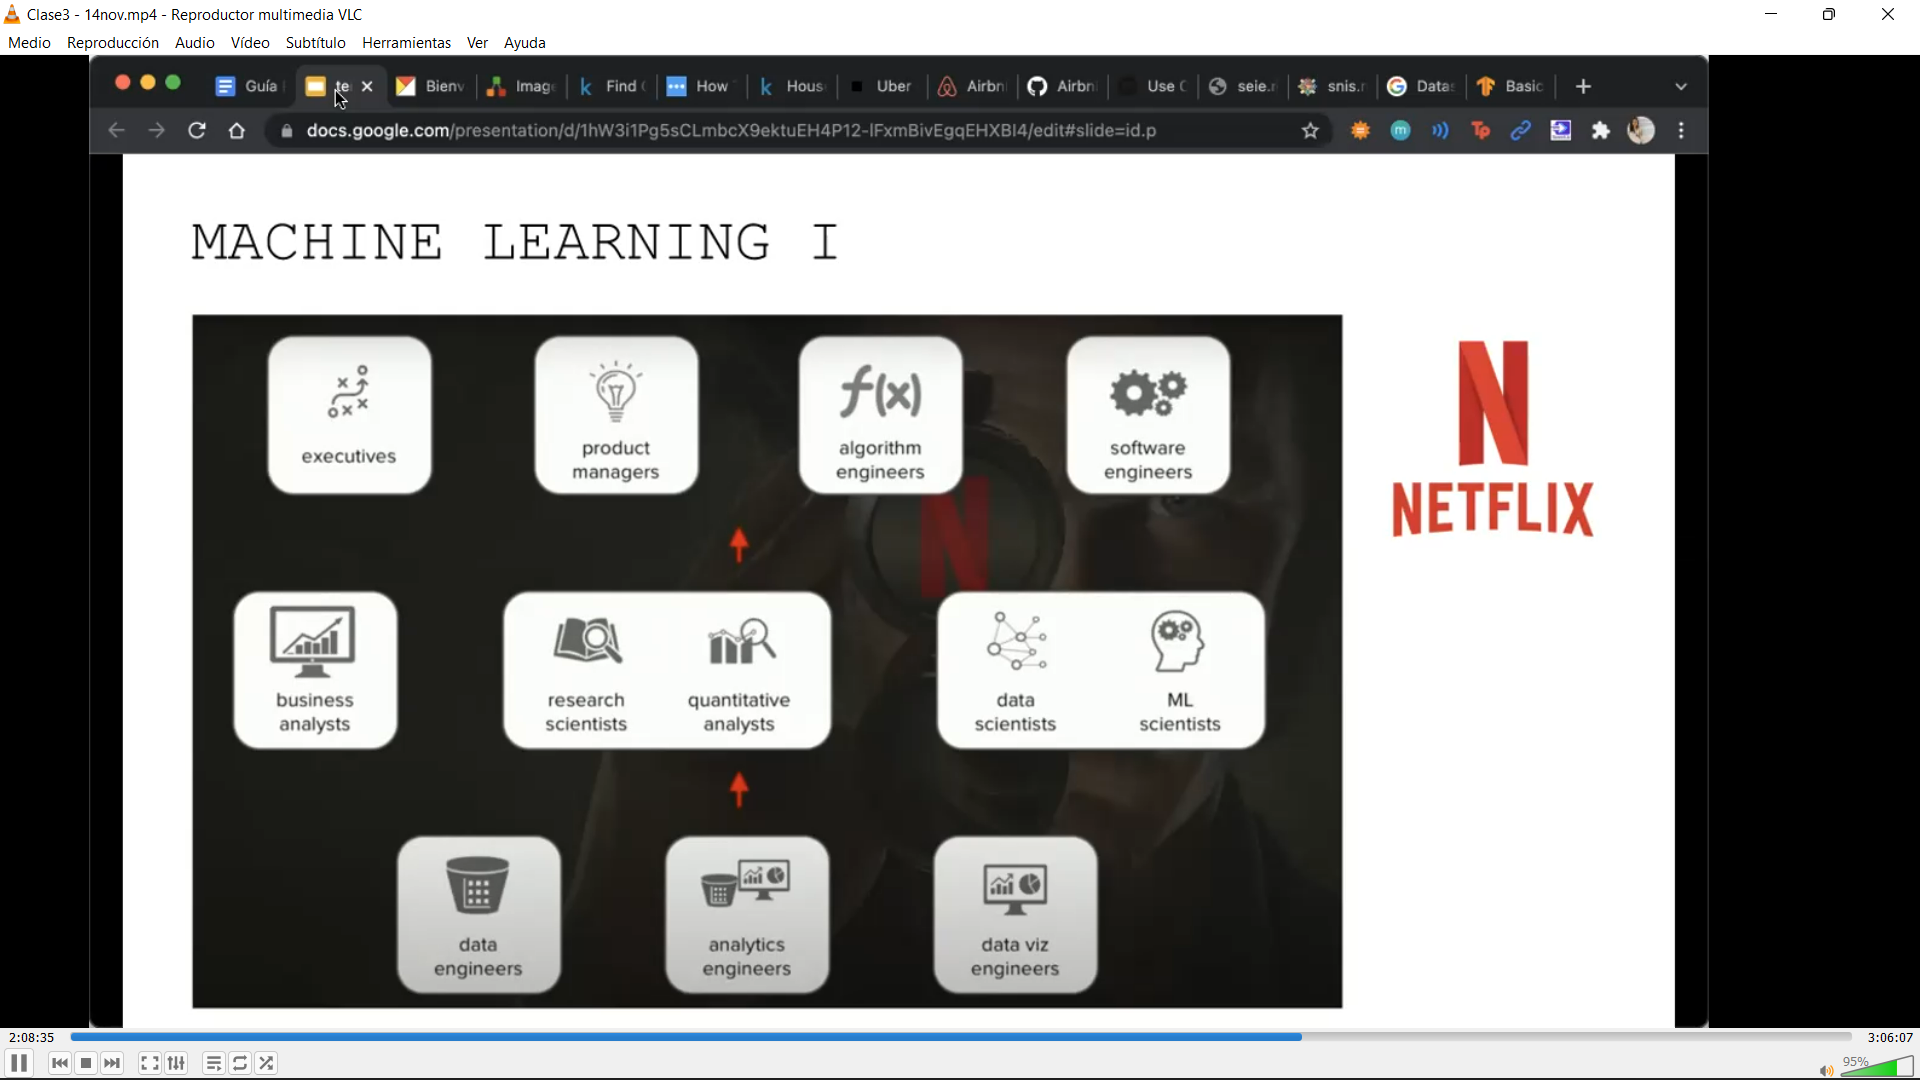 Clase3 - 14nov.mp4 - Reproductor multimedia VLC
Medio Reproducción Audio Vídeo Subtítulo Herramientas Ver Ayuda
Guía te Bienv Image Find How Hous Uber Airbn Airbn Use seie.r snis.r Datas Basic
docs.google.com/presentation/d/1hW3i1Pg5sCLmbcX9ektuEH4P12-lFxmBivEgqEHXBI4/edit#slide=id.p
MACHINE LEARNING I
executives
product
managers
f(x)
algorithm
engineers
software
engineers
N
NETFLIX
business
analysts
research
scientists
quantitative
analysts
data
scientists
ML
scientists
data
engineers
analytics
engineers
data viz
engineers
2:08:35
3:06:07
95%